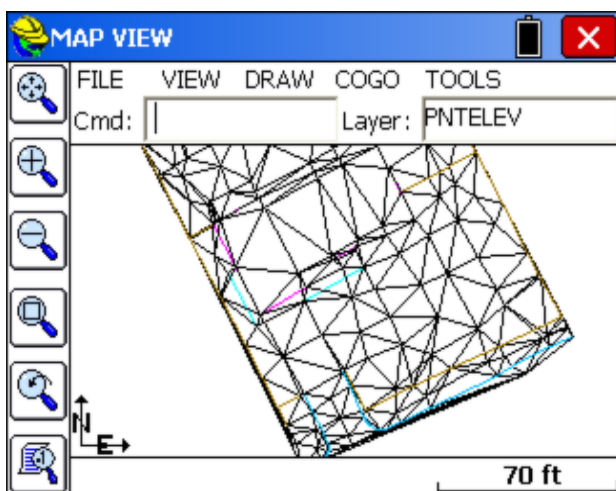 MAP VIEW
FILE VIEW DRAW COGO TOOLS
Cmd: Layer: PNTELEV
N
E
70 ft